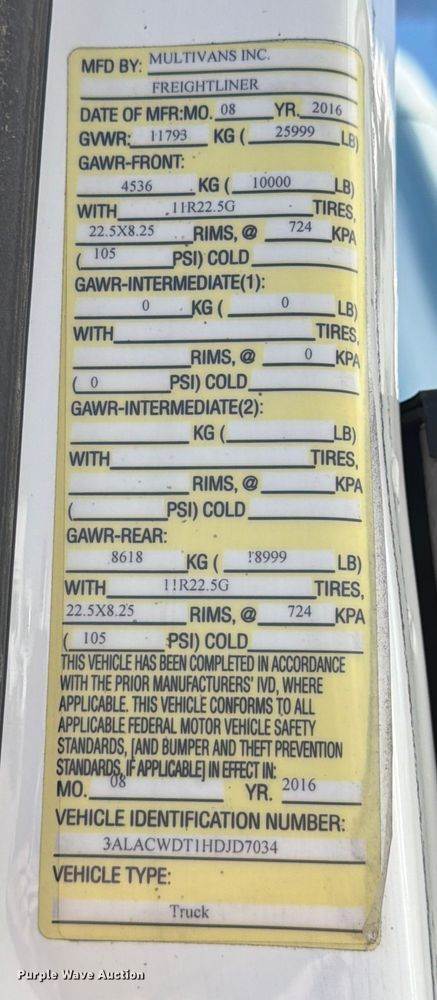 MFD BY: MULTIVANS INC.
FREIGHTLINER
DATE OF MFR:MO. 08 YR. 2016
GVWR: 11793 KG ( 25999 LB)
GAWR-FRONT:
4536 KG ( 10000 LB)
WITH 11R22.5G TIRES,
22.5X8.25 RIMS, @ 724 KPA
( 105 PSI) COLD
GAWR-INTERMEDIATE(1):
0 KG ( 0 LB)
WITH TIRES,
RIMS, @ 0 KPA
( 0 PSI) COLD
GAWR-INTERMEDIATE(2):
KG ( LB)
WITH TIRES,
RIMS, @ KPA
( PSI) COLD
GAWR-REAR:
8618 KG ( 18999 LB)
WITH 11R22.5G TIRES,
22.5X8.25 RIMS, @ 724 KPA
( 105 PSI) COLD
THIS VEHICLE HAS BEEN COMPLETED IN ACCORDANCE
WITH THE PRIOR MANUFACTURERS' IVD, WHERE
APPLICABLE. THIS VEHICLE CONFORMS TO ALL
APPLICABLE FEDERAL MOTOR VEHICLE SAFETY
STANDARDS, [AND BUMPER AND THEFT PREVENTION
STANDARDS, IF APPLICABLE] IN EFFECT IN:
MO. 08 YR. 2016
VEHICLE IDENTIFICATION NUMBER:
3ALACWDT1HDJD7034
VEHICLE TYPE:
Truck
Purple Wave Auction